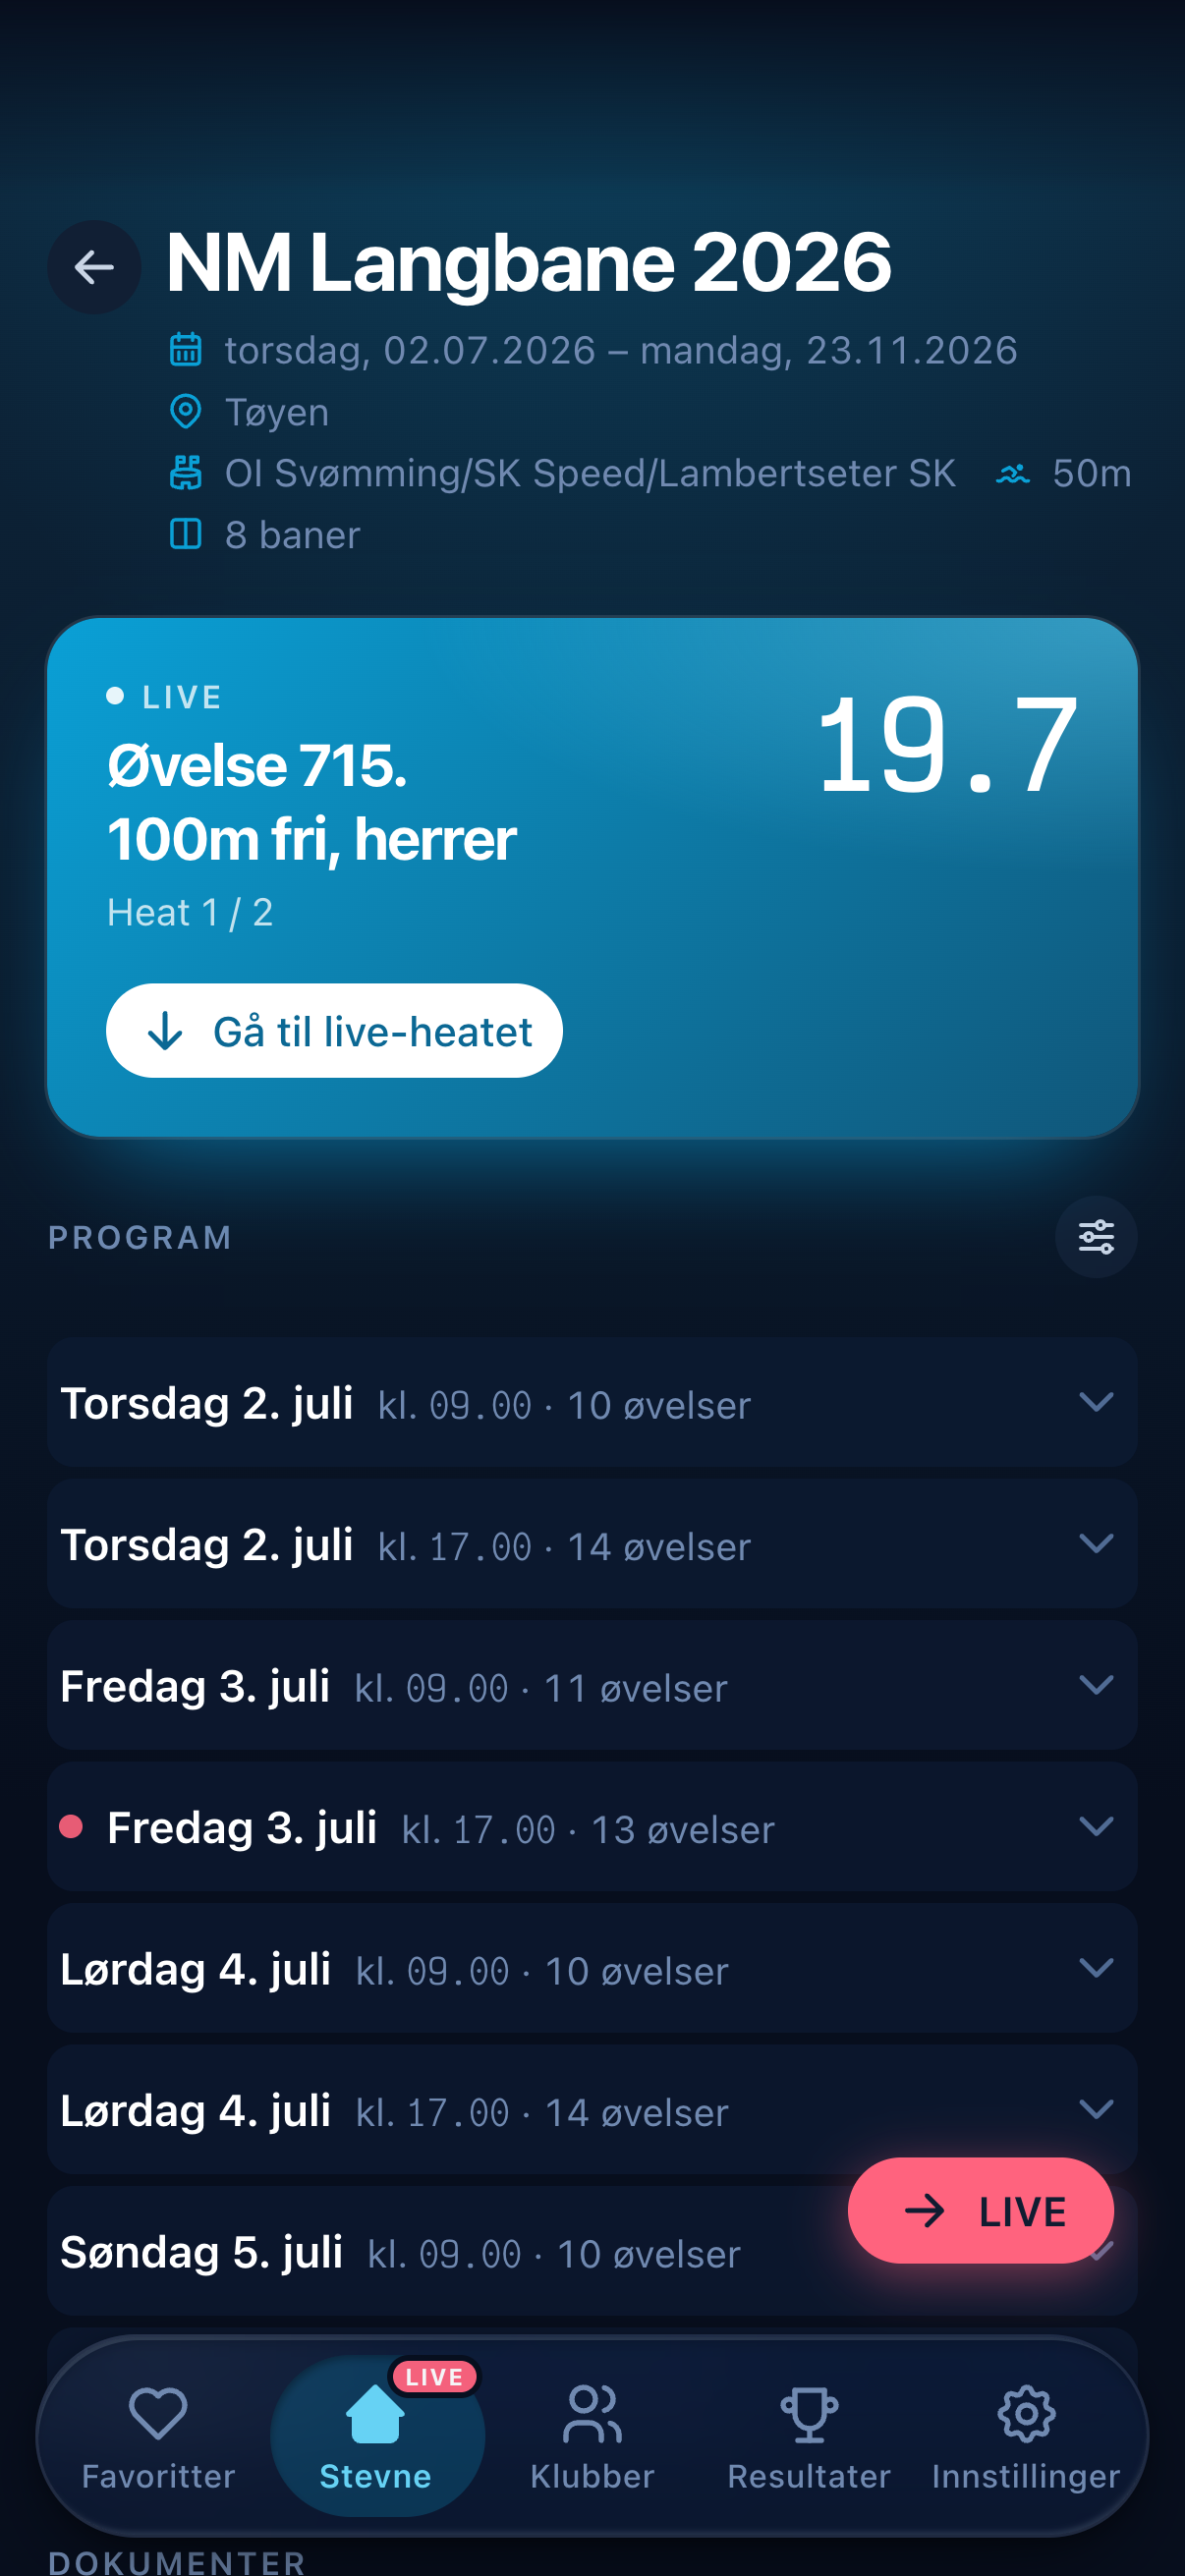 NM Langbane 2026
torsdag, 02.07.2026 – mandag, 23.11.2026
Tøyen
OI Svømming/SK Speed/Lambertseter SK 50m
8 baner
LIVE
19.7
Øvelse 715.
100m fri, herrer
Heat 1 / 2
Gå til live-heatet
PROGRAM
Torsdag 2. juli kl. 09.00 · 10 øvelser
Torsdag 2. juli kl. 17.00 · 14 øvelser
Fredag 3. juli kl. 09.00 · 11 øvelser
Fredag 3. juli kl. 17.00 · 13 øvelser
Lørdag 4. juli kl. 09.00 · 10 øvelser
Lørdag 4. juli kl. 17.00 · 14 øvelser
LIVE
Søndag 5. juli kl. 09.00 · 10 øvelser
LIVE
Favoritter Stevne Klubber Resultater Innstillinger
DOKUMENTER